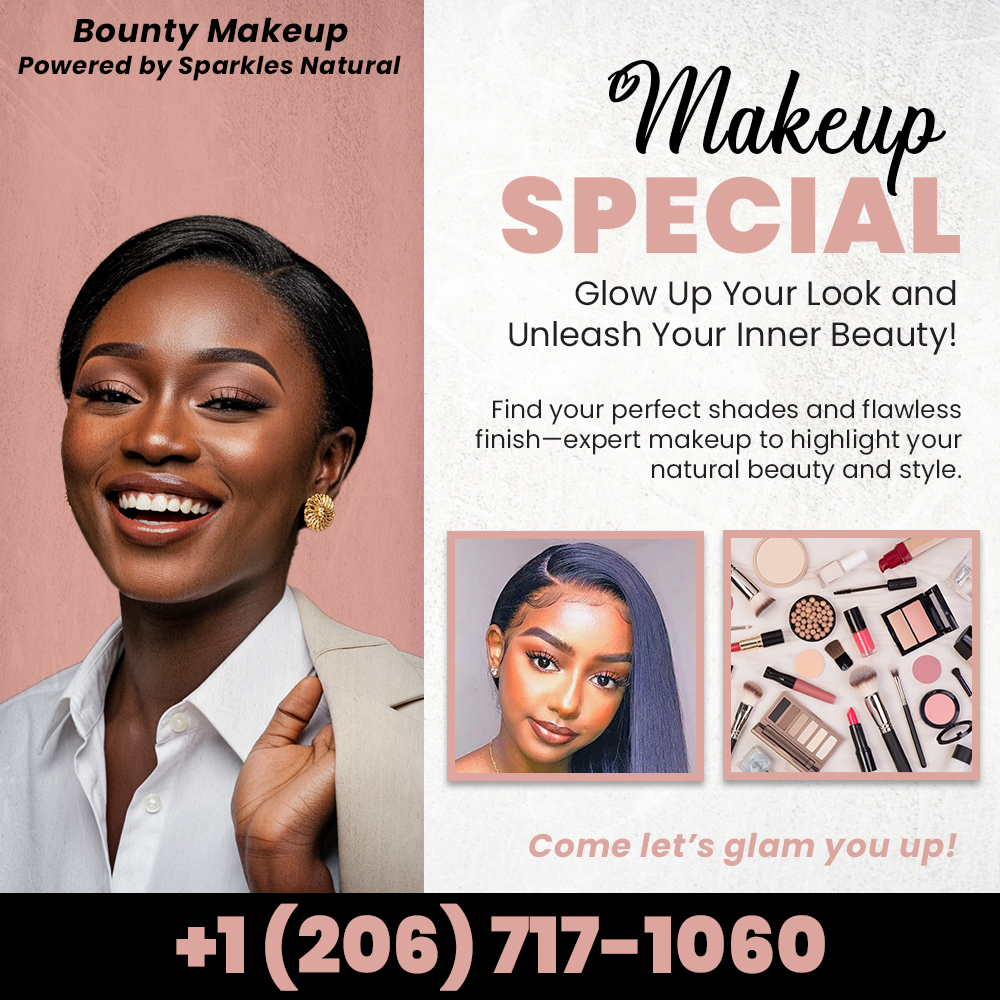 Bounty Makeup
Powered by Sparkles Natural
Makeup
SPECIAL
Glow Up Your Look and
Unleash Your Inner Beauty!
Find your perfect shades and flawless
finish—expert makeup to highlight your
natural beauty and style.
Come let’s glam you up!
+1 (206) 717-1060